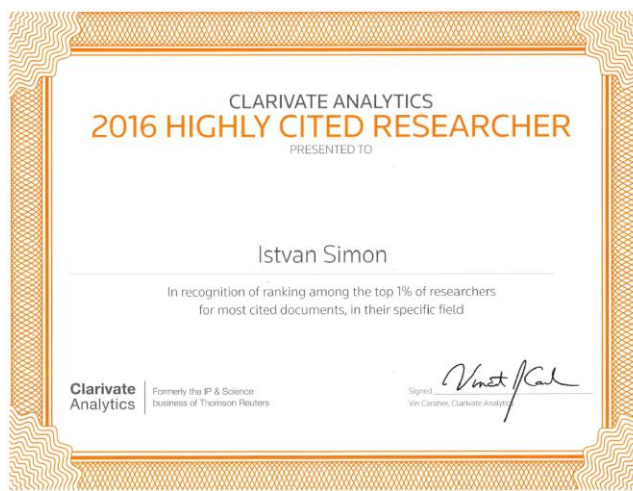 CLARIVATE ANALYTICS
2016 HIGHLY CITED RESEARCHER
PRESENTED TO
Istvan Simon
In recognition of ranking among the top 1% of researchers
for most cited documents, in their specific field
Clarivate
Analytics
Formerly the IP & Science
business of Thomson Reuters
Signed
Vin Caraher, Clarivate Analytics